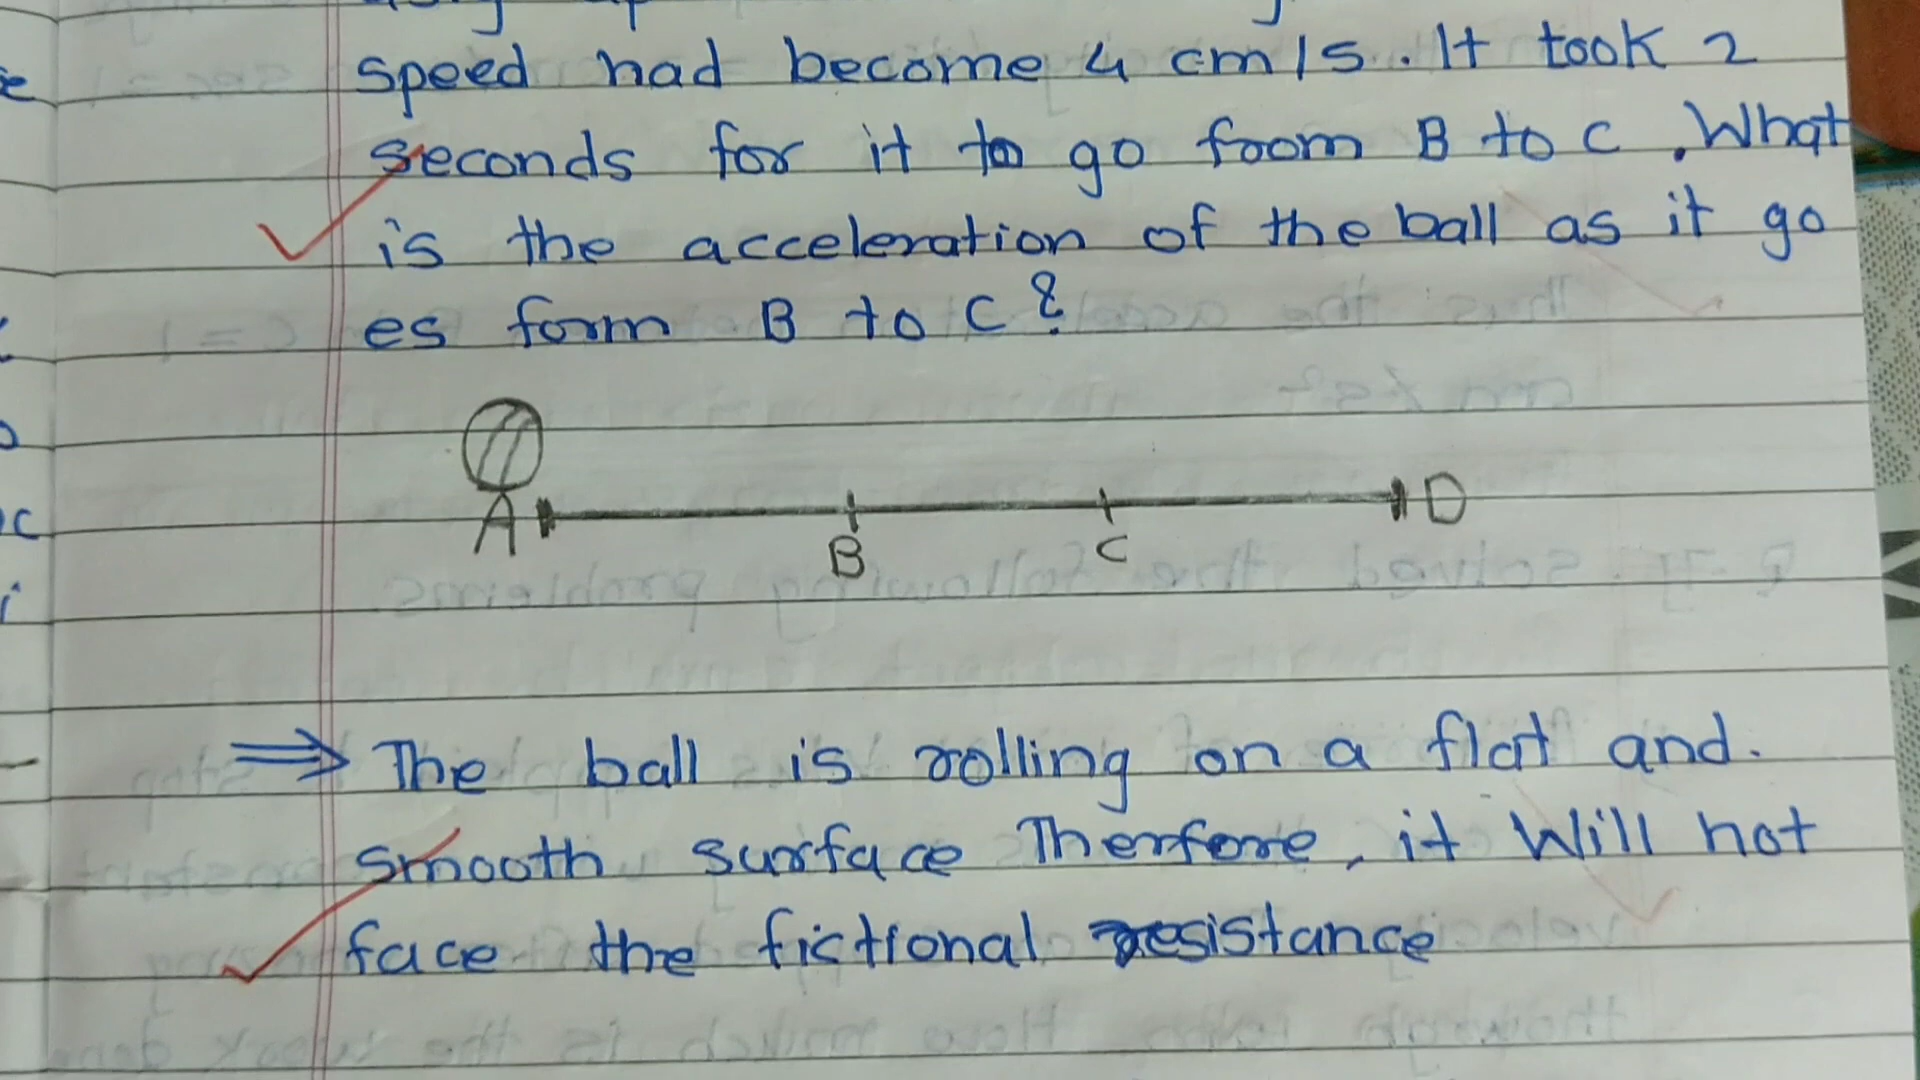 speed had become 4 cm/s. It took 2
seconds for it to go from B to C. What
is the acceleration of the ball as it go
es form B to C?
A B C D
⇒ The ball is rolling on a flat and.
smooth surface Therfore, it Will not
face the fictional resistance